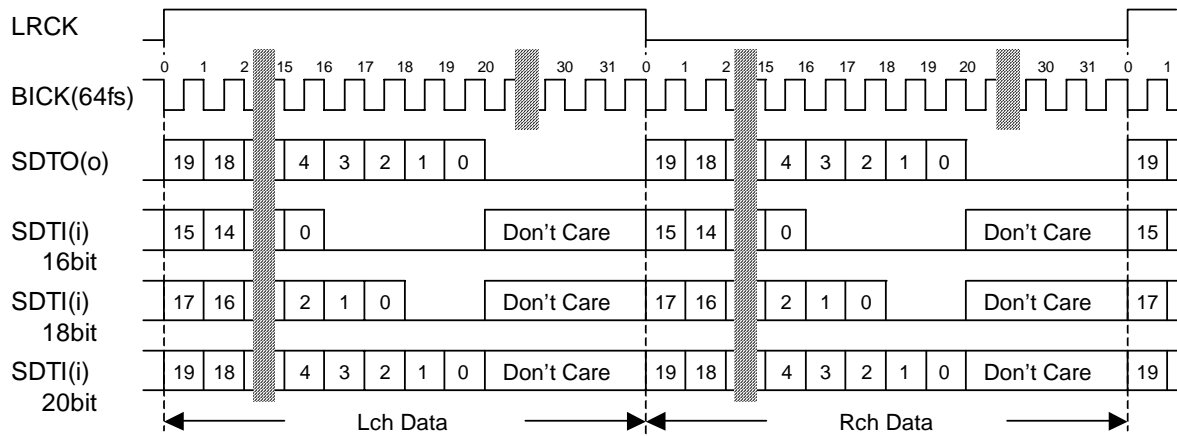 LRCK
0 1 2 15 16 17 18 19 20 30 31 0 1 2 15 16 17 18 19 20 30 31 0 1
BICK(64fs)
SDTO(o) 19 18 4 3 2 1 0 19 18 4 3 2 1 0 19
SDTI(i) 15 14 0 Don't Care 15 14 0 Don't Care 15
16bit
SDTI(i) 17 16 2 1 0 Don't Care 17 16 2 1 0 Don't Care 17
18bit
SDTI(i) 19 18 4 3 2 1 0 Don't Care 19 18 4 3 2 1 0 Don't Care 19
20bit
Lch Data Rch Data